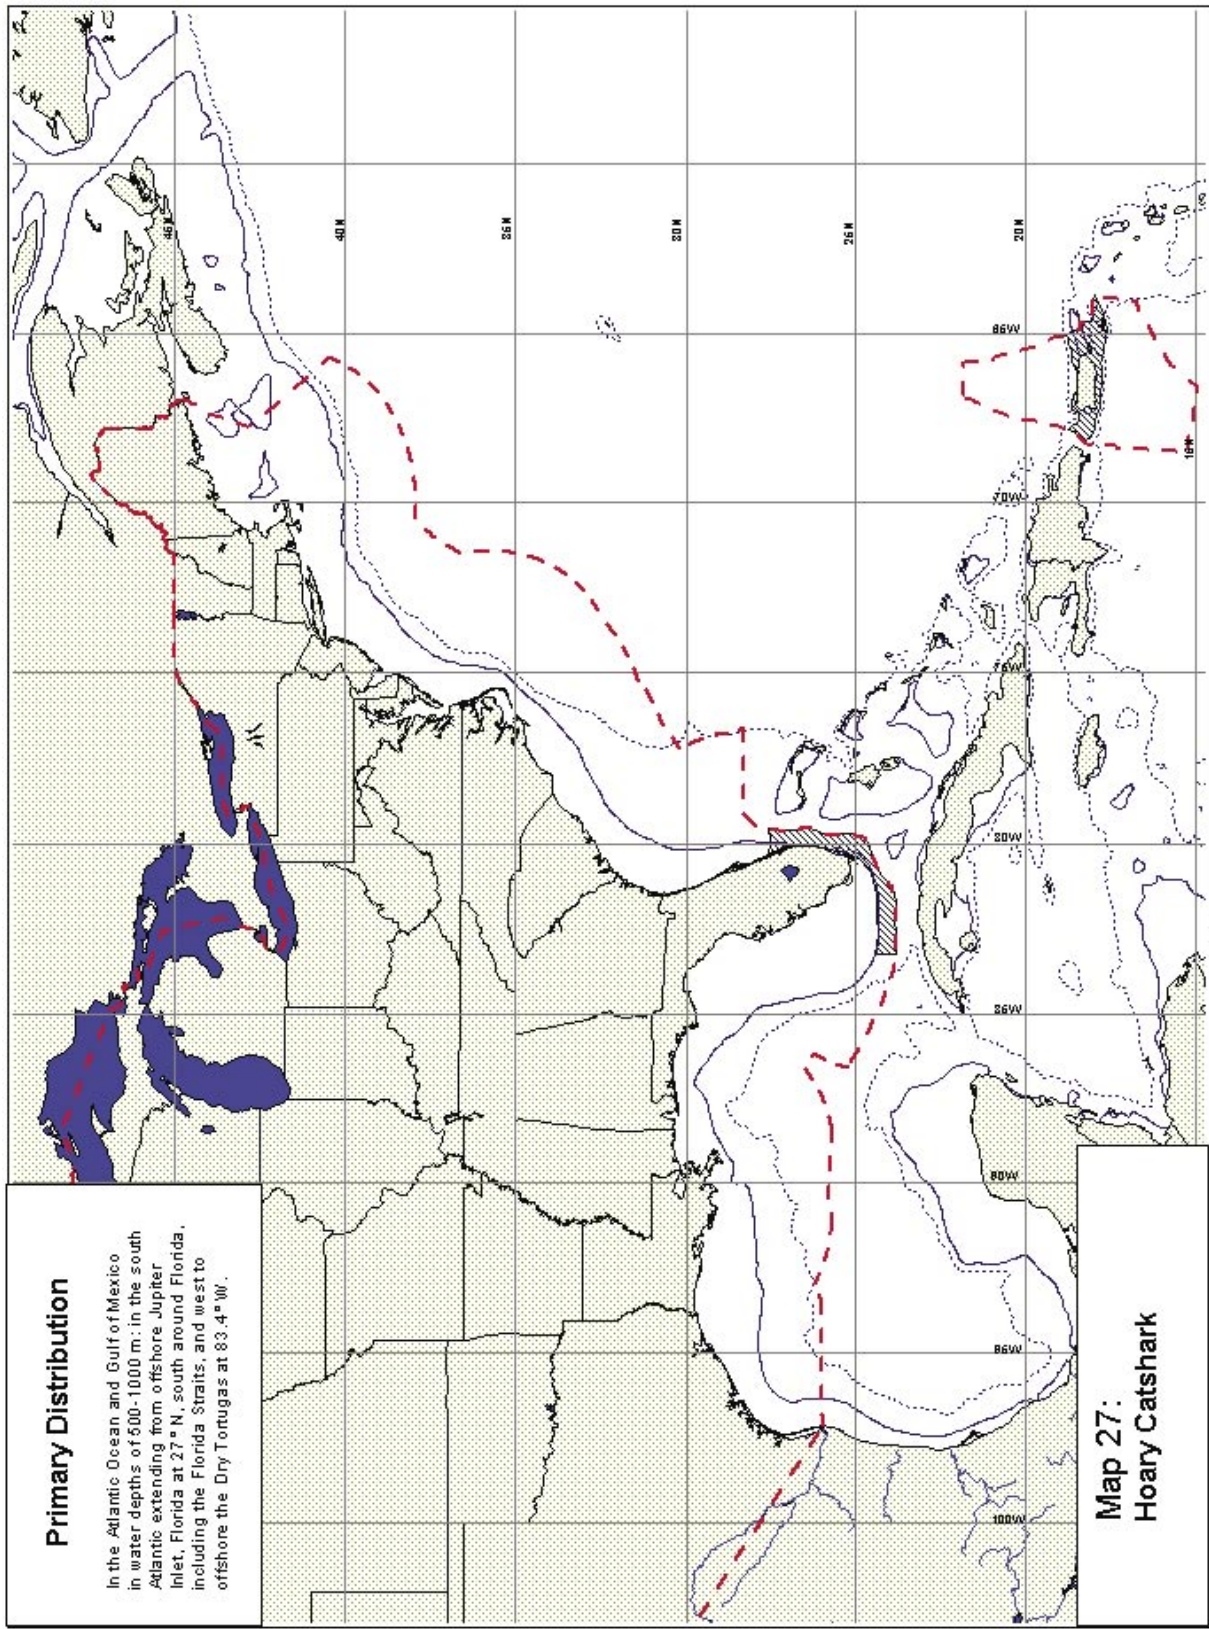 Primary Distribution
In the Atlantic Ocean and Gulf of Mexico
in water depths of 500-1000 m: in the south
Atlantic extending from offshore Jupiter
Inlet, Florida at 27° N, south around Florida,
including the Florida Straits, and west to
offshore the Dry Tortugas at 83.4° W.
45N
40N
35N
30N
25N
20N
15N
100W
95W
90W
85W
80W
75W
70W
65W
Map 27:
Hoary Catshark